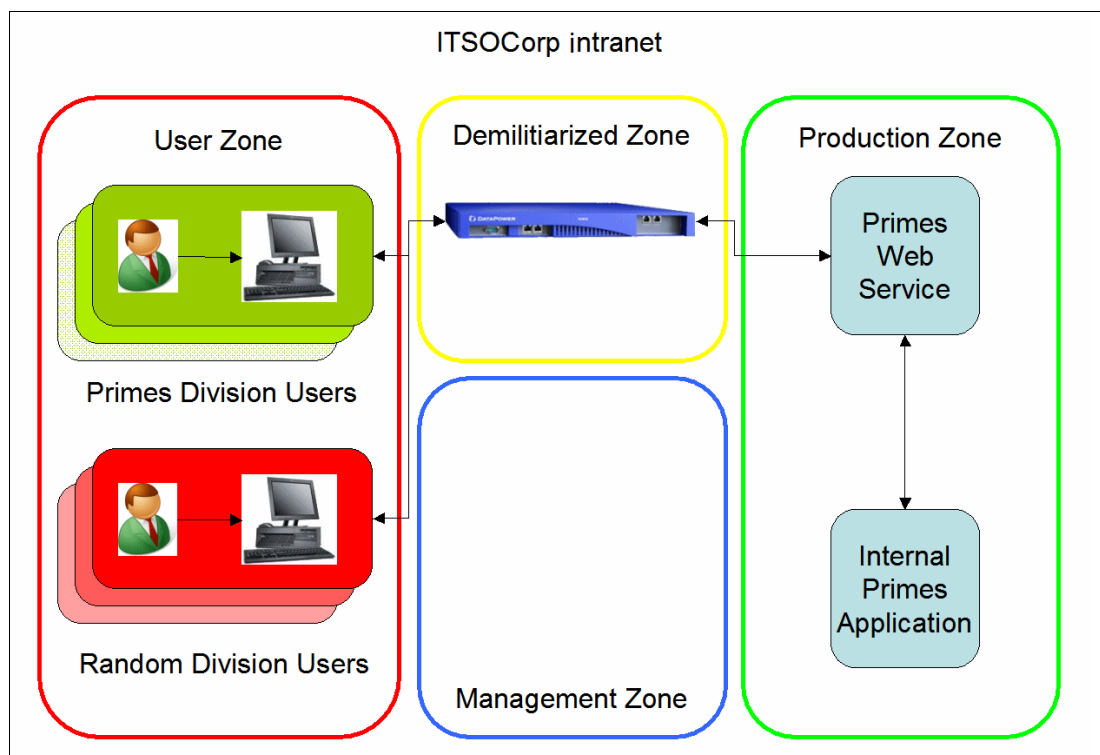 ITSOCorp intranet
User Zone
Primes Division Users
Random Division Users
Demilitiarized Zone
DATAPOWER
Management Zone
Production Zone
Primes
Web
Service
Internal
Primes
Application